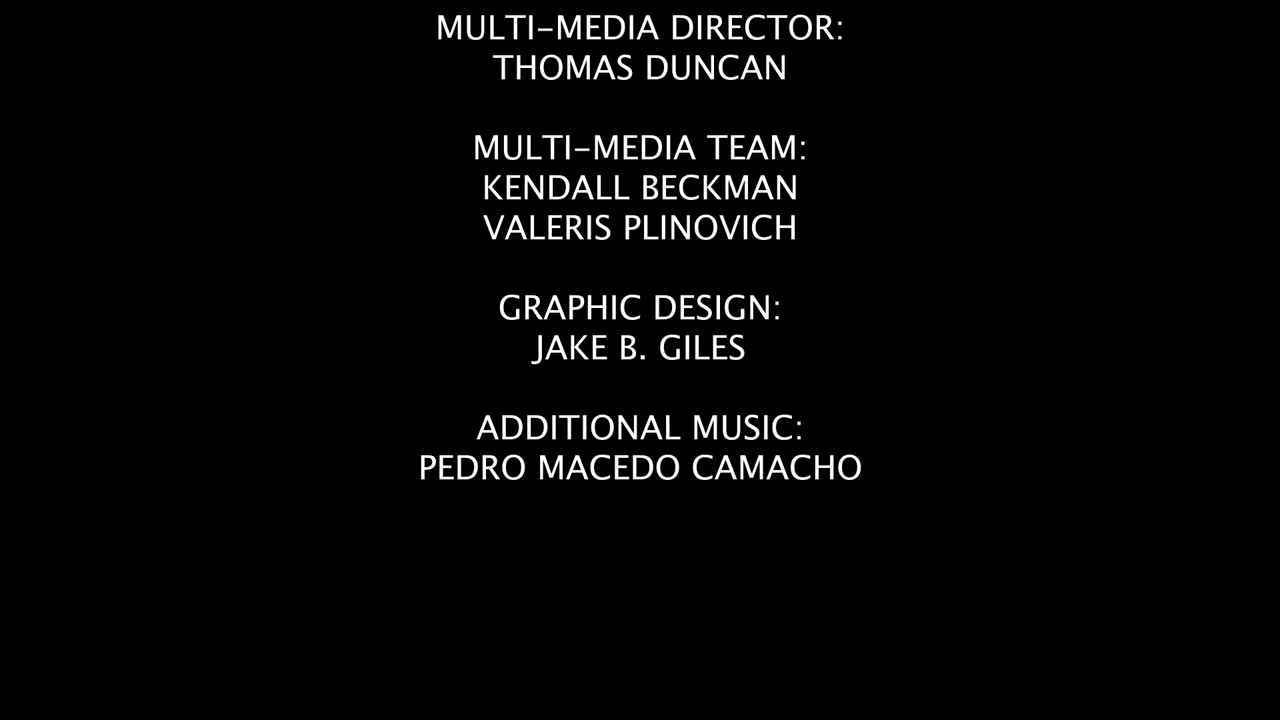 MULTI-MEDIA DIRECTOR:
THOMAS DUNCAN
MULTI-MEDIA TEAM:
KENDALL BECKMAN
VALERIS PLINOVICH
GRAPHIC DESIGN:
JAKE B. GILES
ADDITIONAL MUSIC:
PEDRO MACEDO CAMACHO